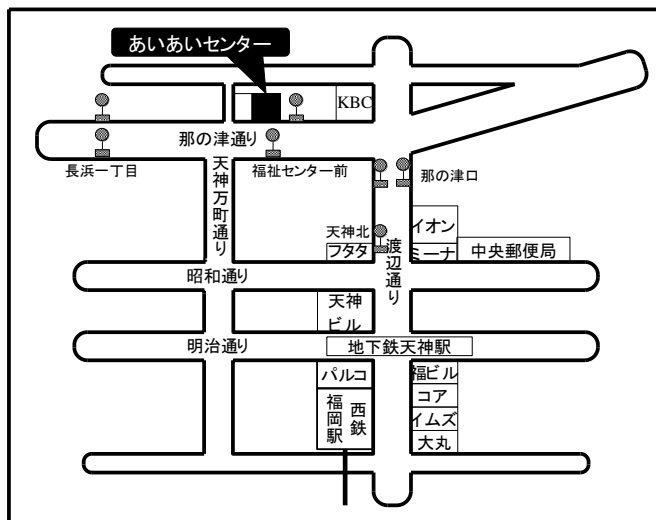 あいあいセンター
KBC
那の津通り
長浜一丁目
天神万町通り
福祉センター前
那の津口
天神北
フタタ
渡辺通り
イオン
ミーナ
中央郵便局
昭和通り
天神
ビル
明治通り
地下鉄天神駅
パルコ
福ビル
西鉄
福岡駅
コア
イムズ
大丸